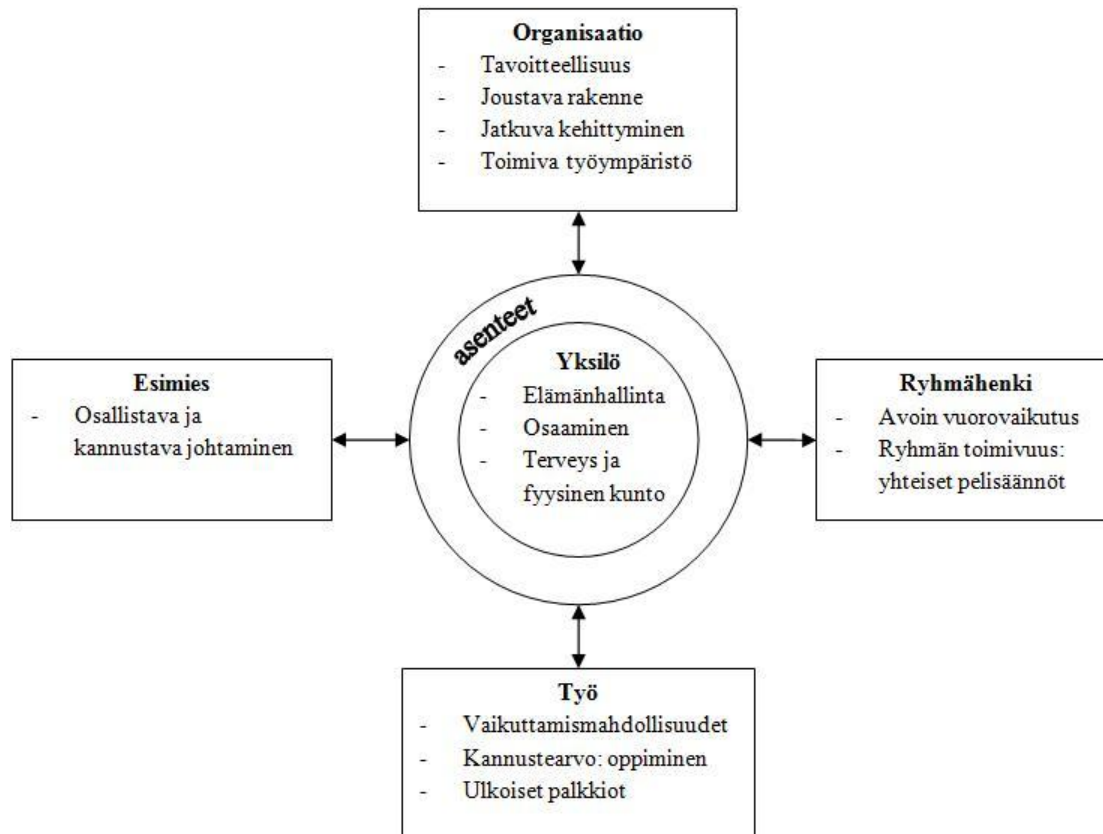 Organisaatio
- Tavoitteellisuus
- Joustava rakenne
- Jatkuva kehittyminen
- Toimiva työympäristö
asenteet
Yksilö
- Elämänhallinta
- Osaaminen
- Terveys ja
fyysinen kunto
Esimies
- Osallistava ja
kannustava johtaminen
Ryhmähenki
- Avoin vuorovaikutus
- Ryhmän toimivuus:
yhteiset pelisäännöt
Työ
- Vaikuttamismahdollisuudet
- Kannustearvo: oppiminen
- Ulkoiset palkkiot